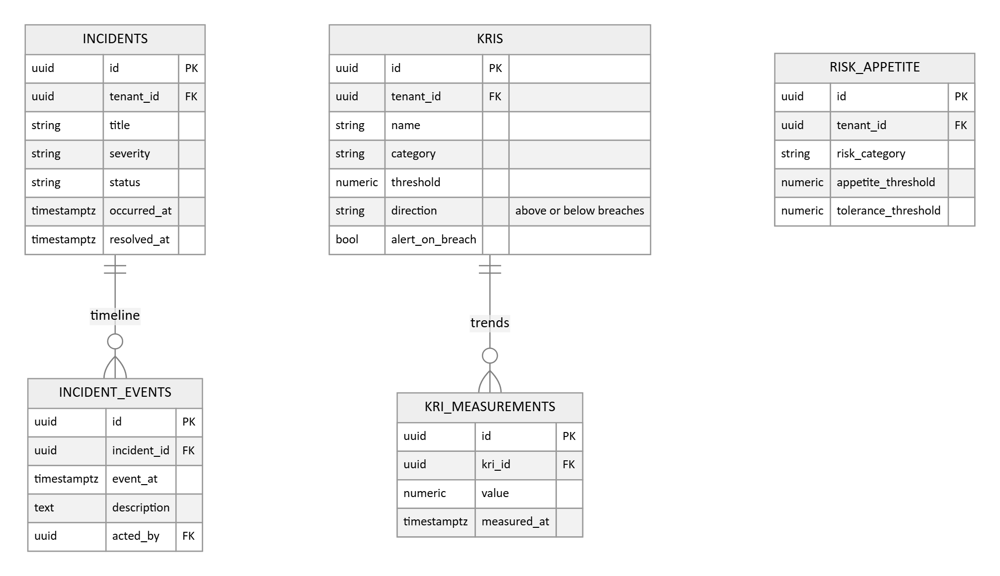 INCIDENTS
uuid id PK
uuid tenant_id FK
string title
string severity
string status
timestamptz occurred_at
timestamptz resolved_at
timeline
INCIDENT_EVENTS
uuid id PK
uuid incident_id FK
timestamptz event_at
text description
uuid acted_by FK
KRIS
uuid id PK
uuid tenant_id FK
string name
string category
numeric threshold
string direction above or below breaches
bool alert_on_breach
trends
KRI_MEASUREMENTS
uuid id PK
uuid kri_id FK
numeric value
timestamptz measured_at
RISK_APPETITE
uuid id PK
uuid tenant_id FK
string risk_category
numeric appetite_threshold
numeric tolerance_threshold